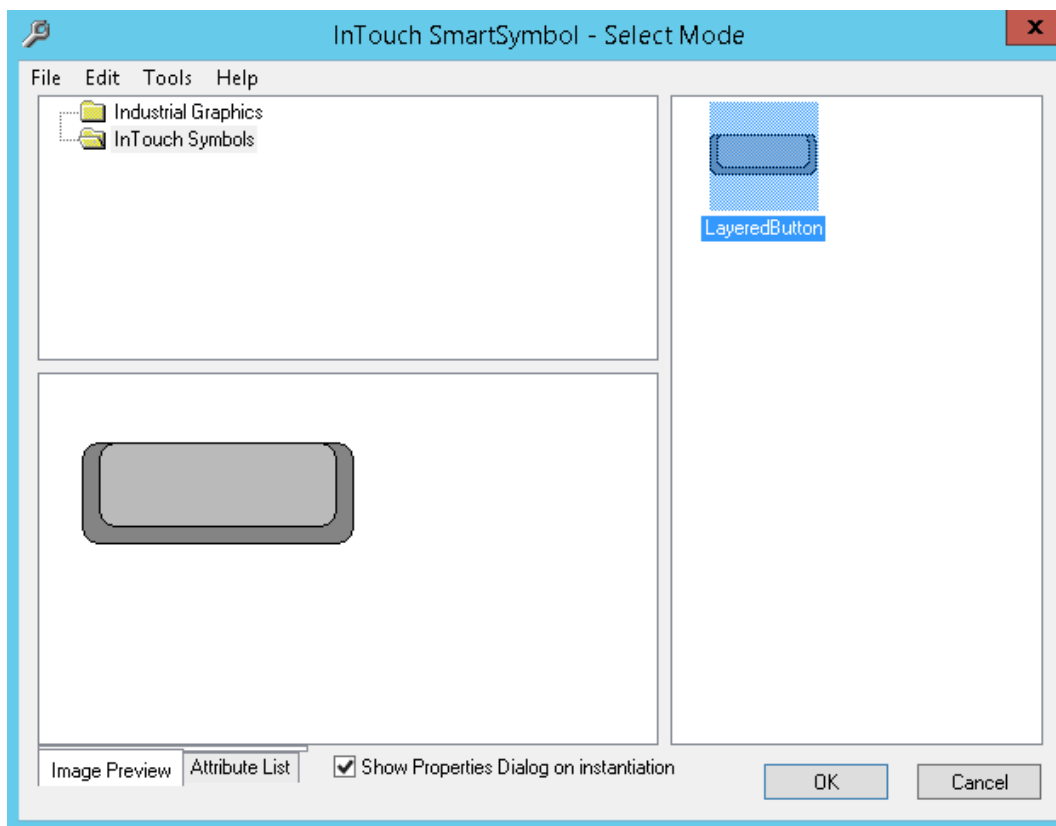 InTouch SmartSymbol - Select Mode
x
File Edit Tools Help
Industrial Graphics
InTouch Symbols
LayeredButton
Image Preview Attribute List Show Properties Dialog on instantiation
OK Cancel